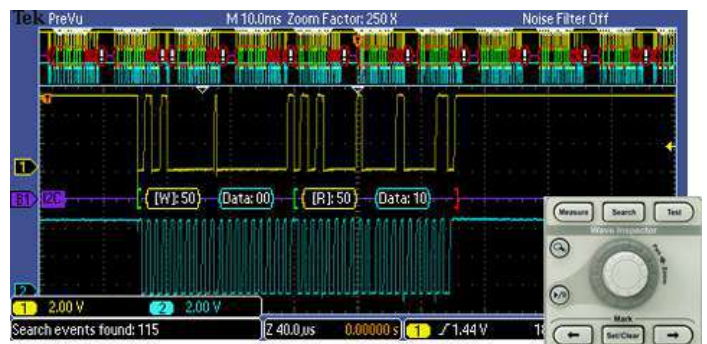 Tek PreVu M 10.0ms Zoom Factor: 250 X Noise Filter Off
T
1
B1 I2C [W]: 50 Data: 00 [R]: 50 Data: 10
2
1 2.00 V 2 2.00 V
Search events found: 115 Z 40.0µs 0.00000 s 1 1.44 V
Measure Search Test
Wave Inspector
Pan Zoom
Mark
← Set/Clear →